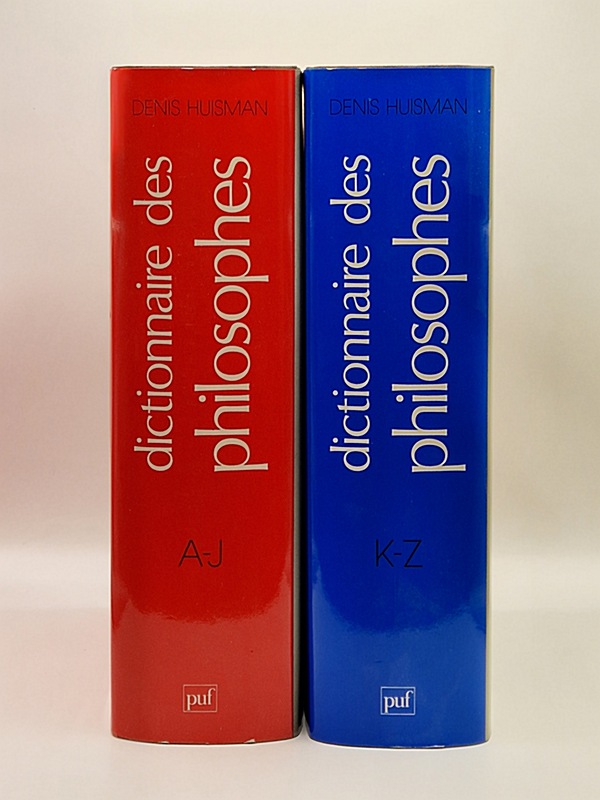 DENIS HUISMAN
dictionnaire des
philosophes
A-J
puf
DENIS HUISMAN
dictionnaire des
philosophes
K-Z
puf